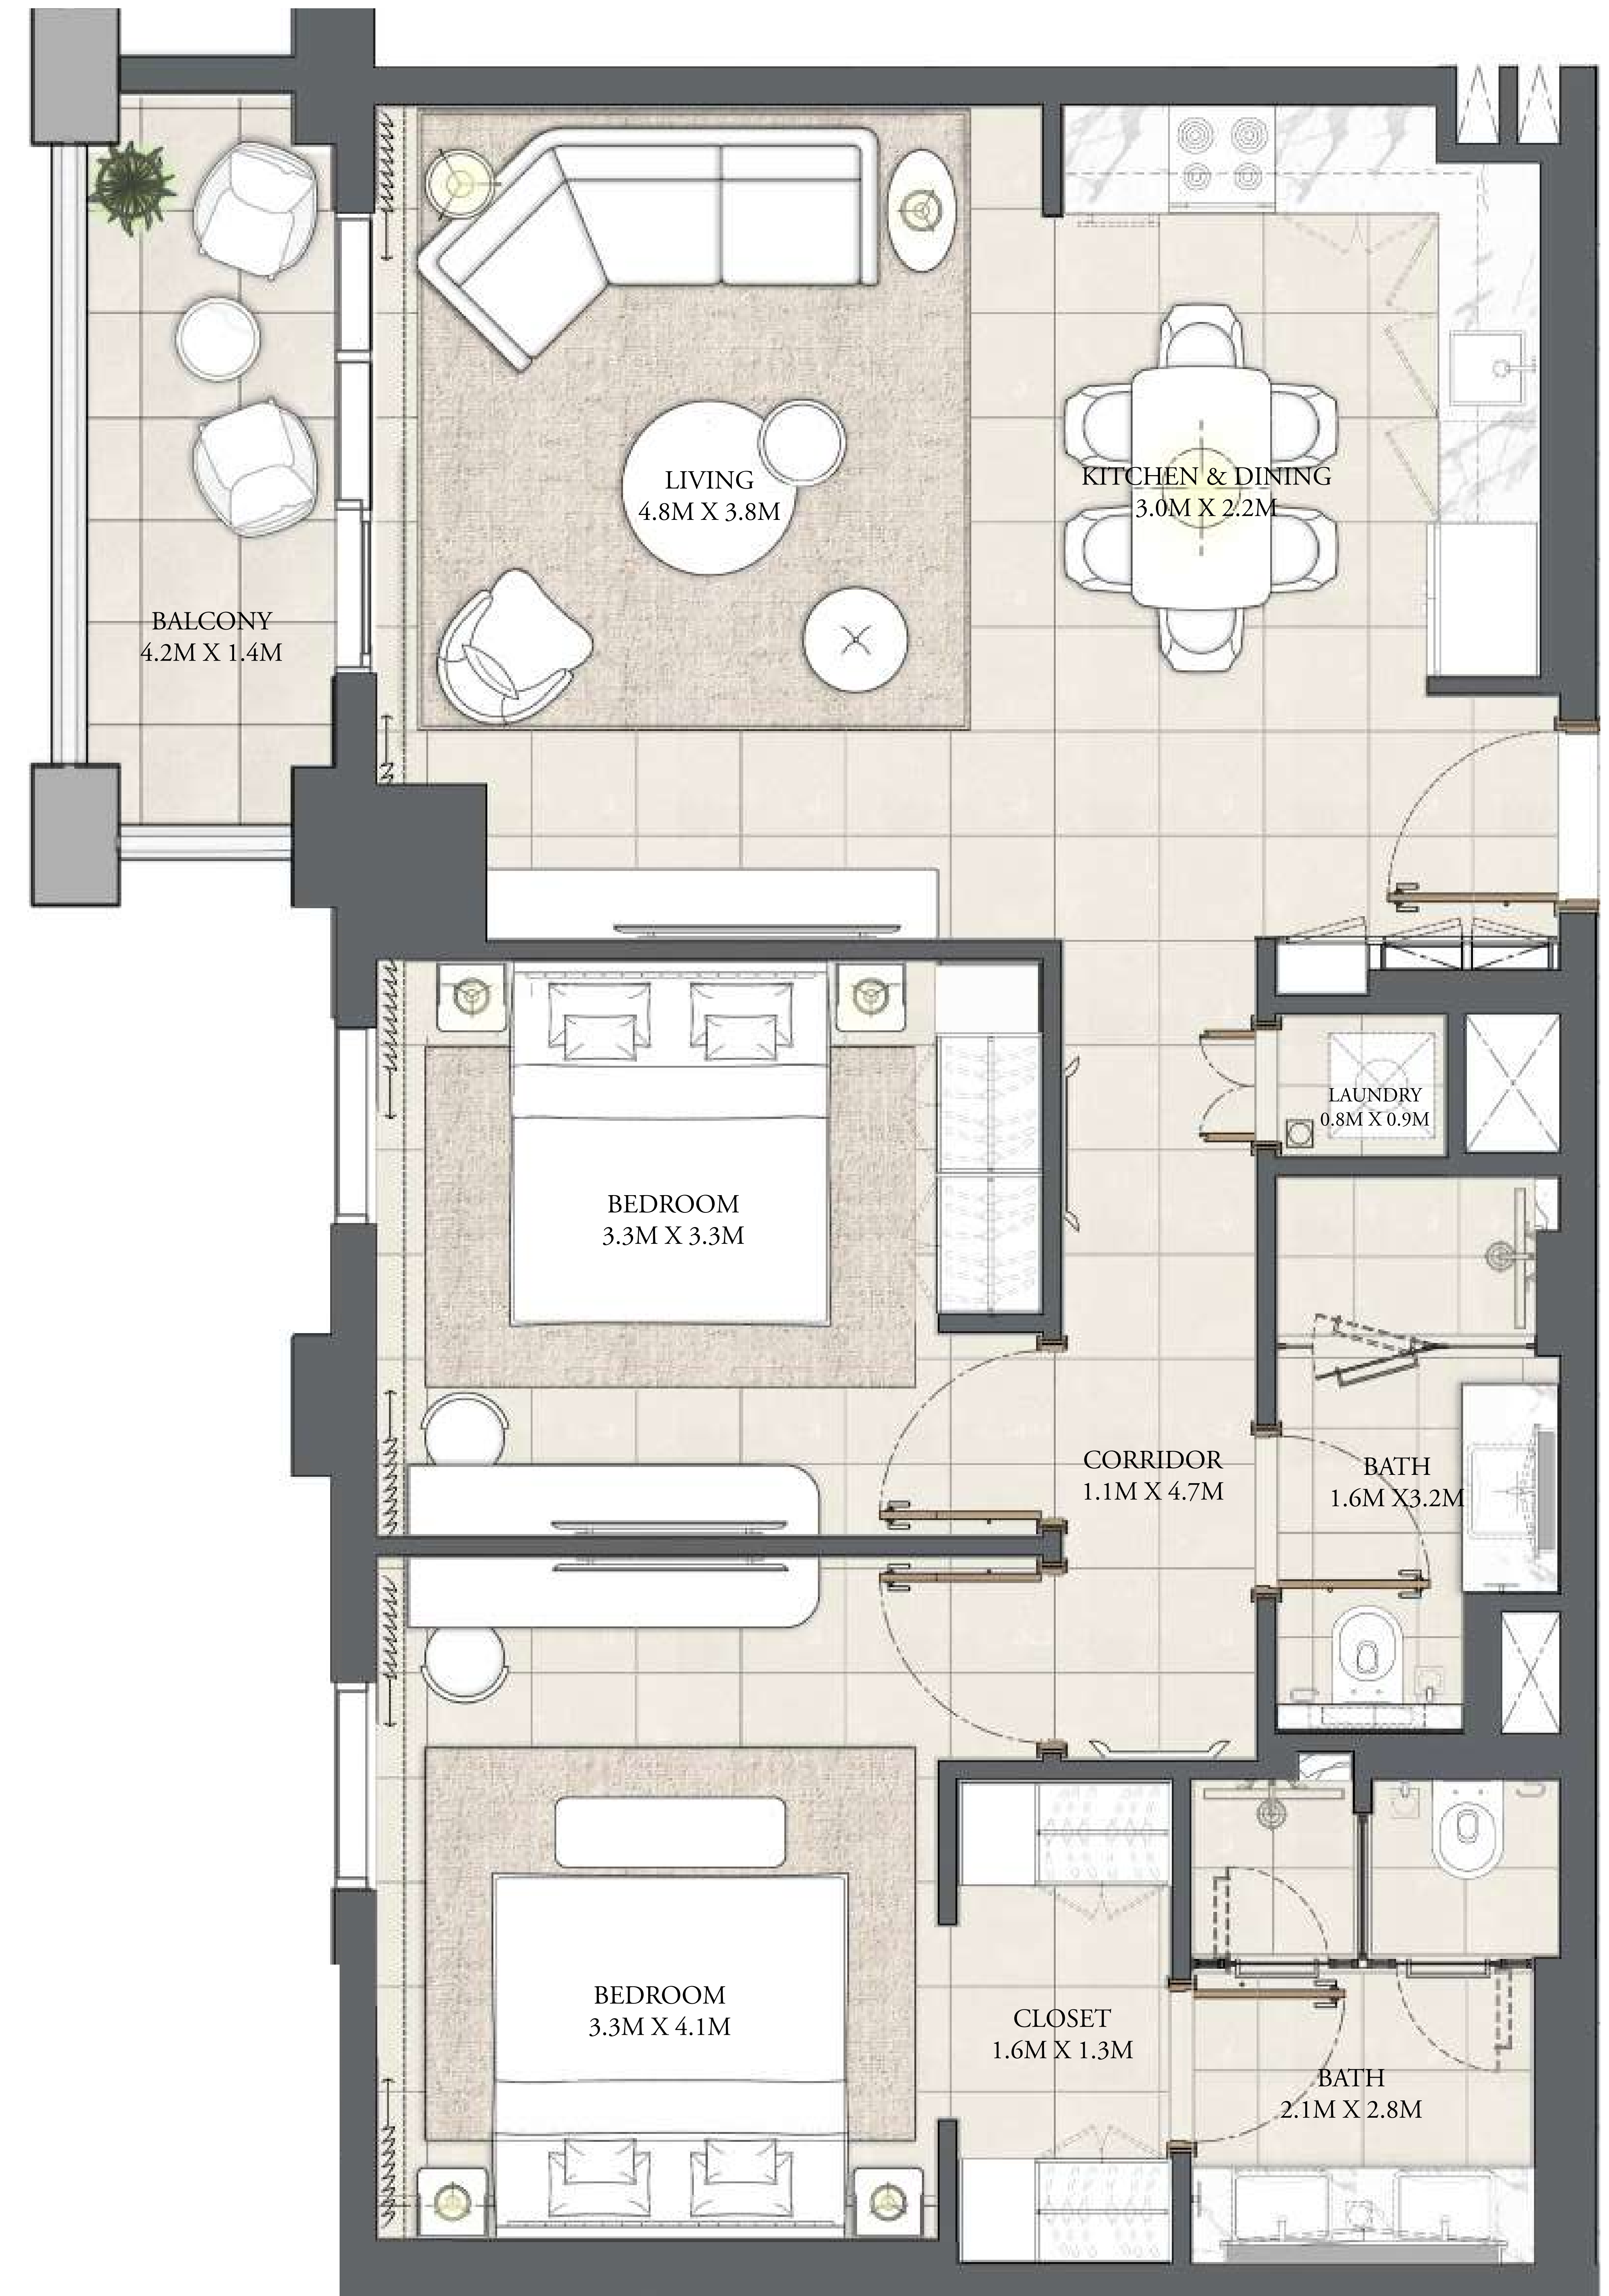 LIVING
4.8M X 3.8M
KITCHEN & DINING
3.0M X 2.2M
BALCONY
4.2M X 1.4M
LAUNDRY
0.8M X 0.9M
BEDROOM
3.3M X 3.3M
CORRIDOR
1.1M X 4.7M
BATH
1.6M X3.2M
BEDROOM
3.3M X 4.1M
CLOSET
1.6M X 1.3M
BATH
2.1M X 2.8M